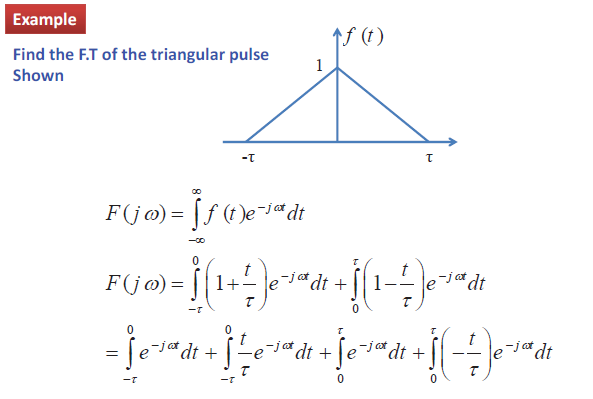 Example
Find the F.T of the triangular pulse
Shown
f (t)
1
-τ
τ
F(jω) = ∫_{-∞}^{∞} f (t)e^{-jωt}dt
F(jω) = ∫_{-τ}^{0} (1+t/τ)e^{-jωt}dt + ∫_{0}^{τ} (1-t/τ)e^{-jωt}dt
= ∫_{-τ}^{0} e^{-jωt}dt + ∫_{-τ}^{0} t/τ e^{-jωt}dt + ∫_{0}^{τ} e^{-jωt}dt + ∫_{0}^{τ} (-t/τ)e^{-jωt}dt